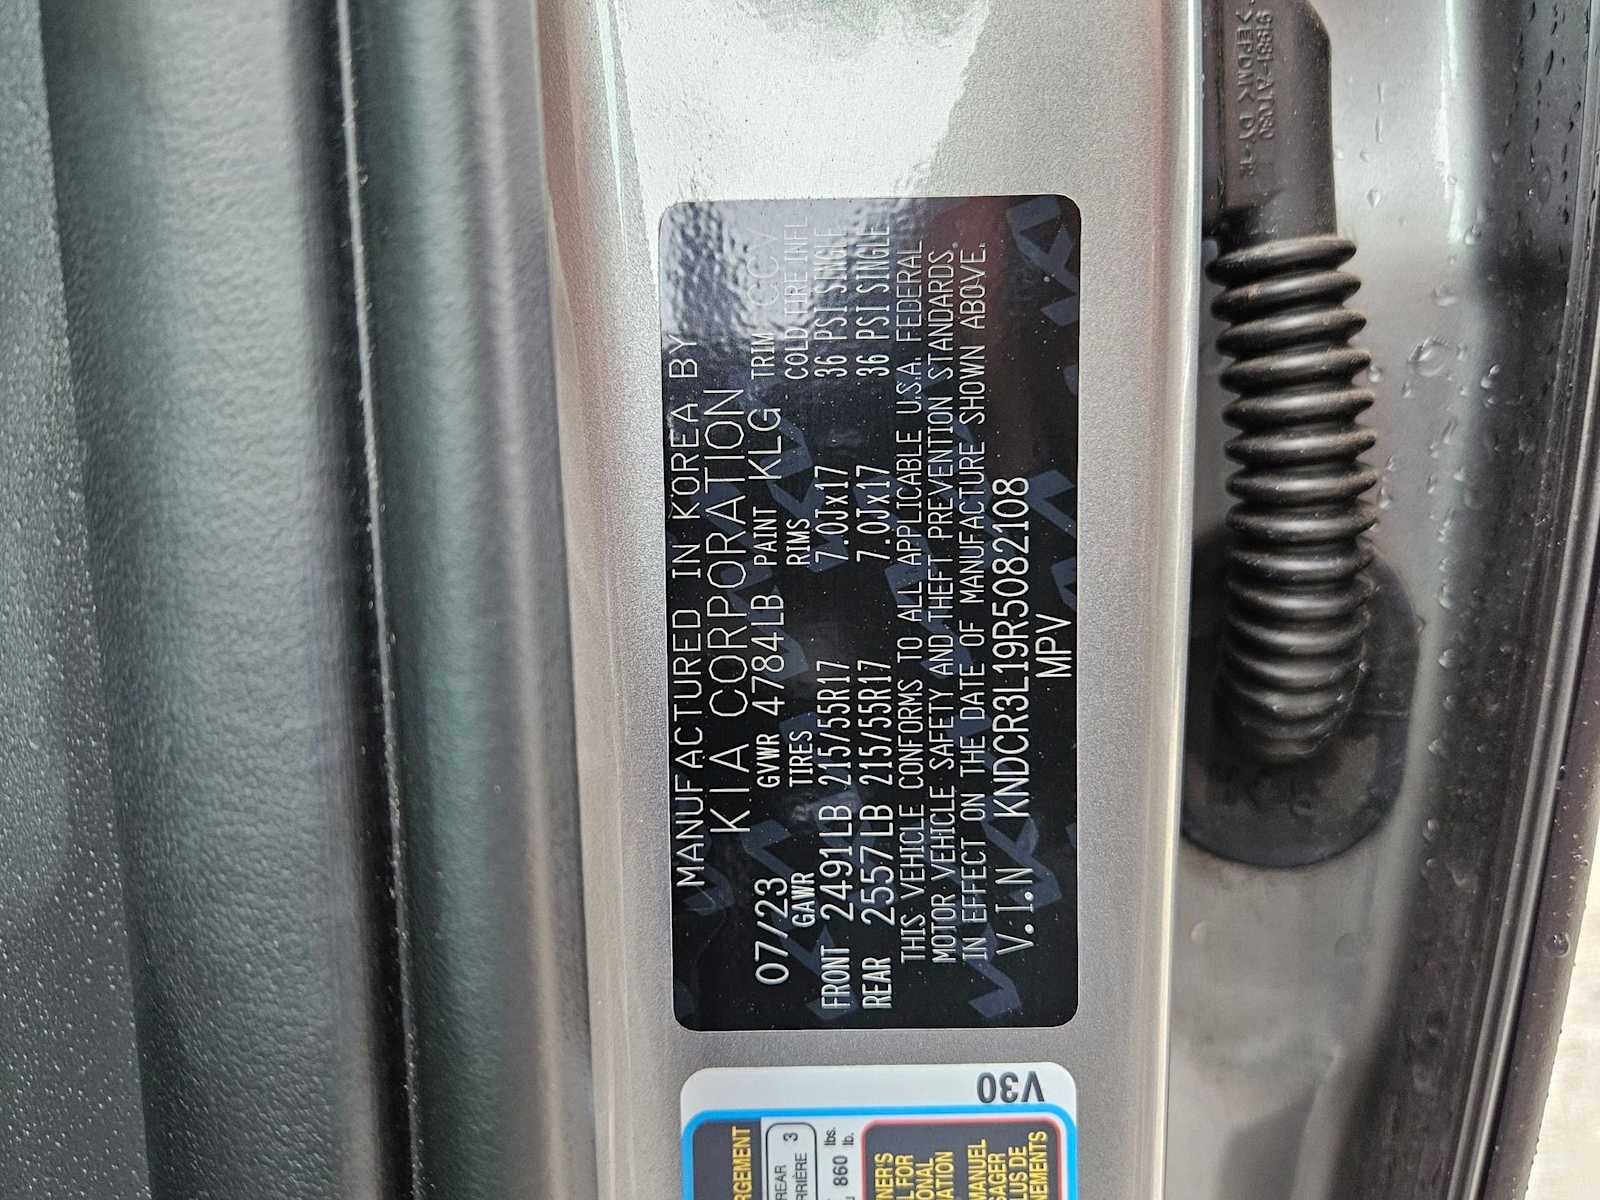 MANUFACTURED IN KOREA BY
KIA CORPORATION
07/23 GVWR 4784LB PAINT KLG TRIM CCV
GAWR TIRES RIMS COLD TIRE INFL
FRONT 2491LB 215/55R17 7.0Jx17 36 PSI SINGLE
REAR 2557LB 215/55R17 7.0Jx17 36 PSI SINGLE
THIS VEHICLE CONFORMS TO ALL APPLICABLE U.S.A. FEDERAL
MOTOR VEHICLE SAFETY AND THEFT PREVENTION STANDARDS
IN EFFECT ON THE DATE OF MANUFACTURE SHOWN ABOVE.
V.I.N KNDCR3L19R5082108
MPV
V30
REAR 3
860 lbs.
lb.
>EPDM<